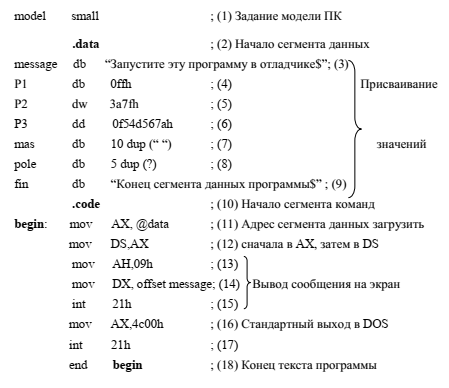 model small ; (1) Задание модели ПК
.data ; (2) Начало сегмента данных
message db “Запустите эту программу в отладчике$”; (3)
P1 db 0ffh ; (4) Присваивание
P2 dw 3a7fh ; (5)
P3 dd 0f54d567ah ; (6)
mas db 10 dup (“ “) ; (7) значений
pole db 5 dup (?) ; (8)
fin db “Конец сегмента данных программы$” ; (9)
.code ; (10) Начало сегмента команд
begin: mov AX, @data ; (11) Адрес сегмента данных загрузить
mov DS,AX ; (12) сначала в AX, затем в DS
mov AH,09h ; (13)
mov DX, offset message; (14) Вывод сообщения на экран
int 21h ; (15)
mov AX,4c00h ; (16) Стандартный выход в DOS
int 21h ; (17)
end begin ; (18) Конец текста программы